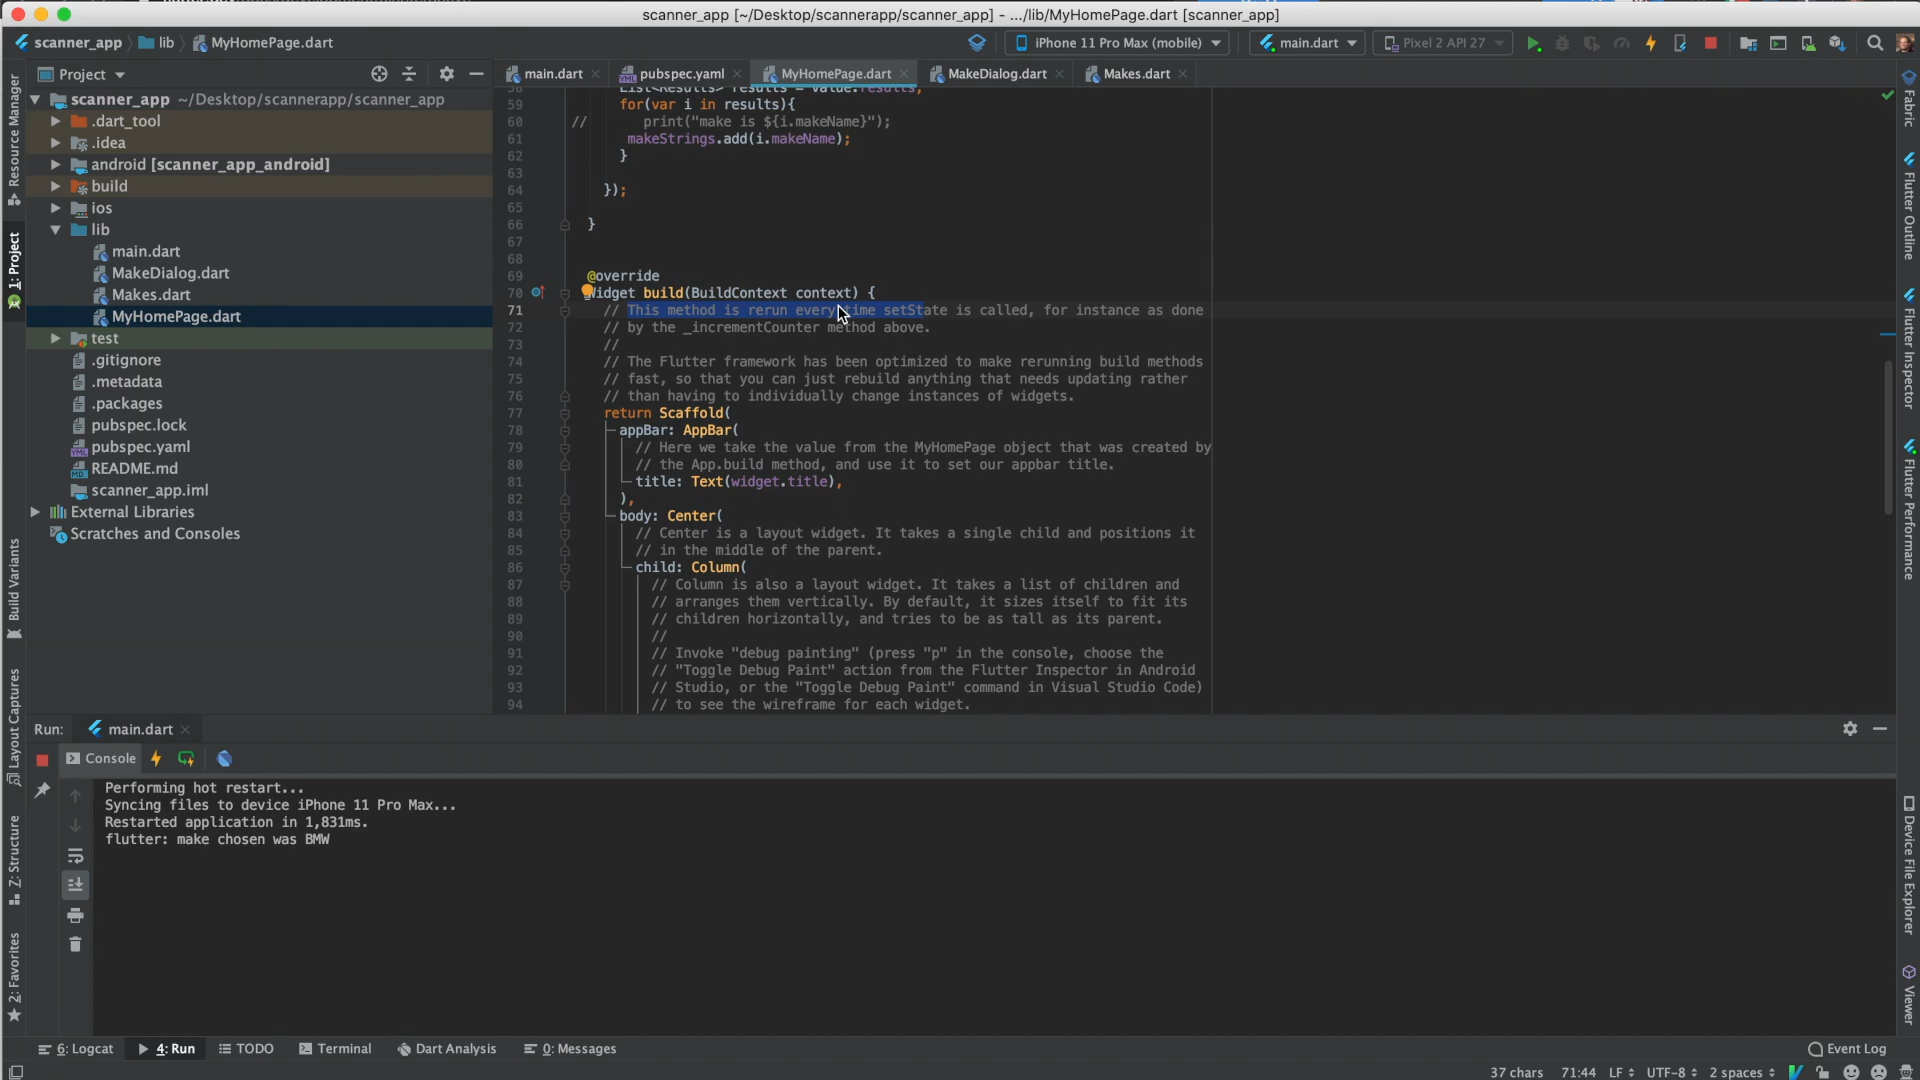 scanner_app [~/Desktop/scannerapp/scanner_app] - .../lib/MyHomePage.dart [scanner_app]
scanner_app lib MyHomePage.dart iPhone 11 Pro Max (mobile) main.dart Pixel 2 API 27
Project main.dart pubspec.yaml MyHomePage.dart MakeDialog.dart Makes.dart
scanner_app ~/Desktop/scannerapp/scanner_app
.dart_tool
.idea
android [scanner_app_android]
build
ios
lib
main.dart
MakeDialog.dart
Makes.dart
MyHomePage.dart
test
.gitignore
.metadata
.packages
pubspec.lock
pubspec.yaml
README.md
scanner_app.iml
External Libraries
Scratches and Consoles
Resource Manager
1: Project
Build Variants
Layout Captures
Z: Structure
2: Favorites
58 List<Results> results = value.results;
59 for(var i in results){
60 // print("make is ${i.makeName}");
61 makeStrings.add(i.makeName);
62 }
63
64 });
65
66 }
67
68
69 @override
70 Widget build(BuildContext context) {
71 // This method is rerun every time setState is called, for instance as done
72 // by the _incrementCounter method above.
73 //
74 // The Flutter framework has been optimized to make rerunning build methods
75 // fast, so that you can just rebuild anything that needs updating rather
76 // than having to individually change instances of widgets.
77 return Scaffold(
78 appBar: AppBar(
79 // Here we take the value from the MyHomePage object that was created by
80 // the App.build method, and use it to set our appbar title.
81 title: Text(widget.title),
82 ),
83 body: Center(
84 // Center is a layout widget. It takes a single child and positions it
85 // in the middle of the parent.
86 child: Column(
87 // Column is also a layout widget. It takes a list of children and
88 // arranges them vertically. By default, it sizes itself to fit its
89 // children horizontally, and tries to be as tall as its parent.
90 //
91 // Invoke "debug painting" (press "p" in the console, choose the
92 // "Toggle Debug Paint" action from the Flutter Inspector in Android
93 // Studio, or the "Toggle Debug Paint" command in Visual Studio Code)
94 // to see the wireframe for each widget.
Fabric
Flutter Outline
Flutter Inspector
Flutter Performance
Device File Explorer
Viewer
Run: main.dart
Console
Performing hot restart...
Syncing files to device iPhone 11 Pro Max...
Restarted application in 1,831ms.
flutter: make chosen was BMW
6: Logcat 4: Run TODO Terminal Dart Analysis 0: Messages Event Log
37 chars 71:44 LF UTF-8 2 spaces